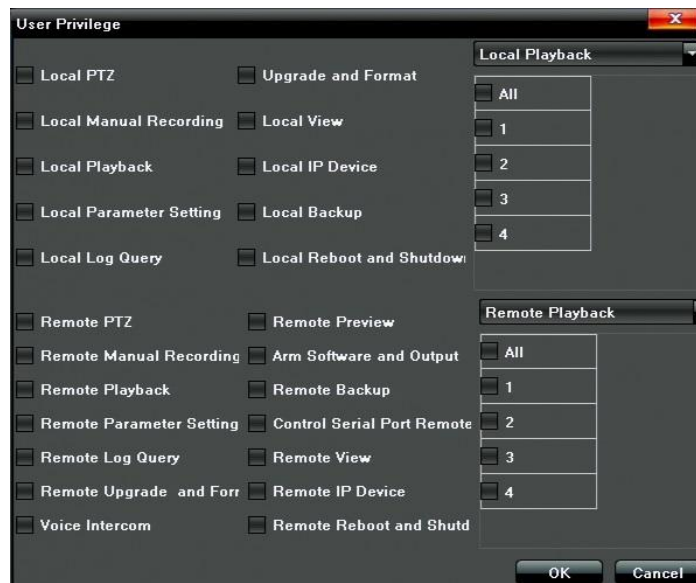 User Privilege
Local PTZ
Upgrade and Format
Local Manual Recording
Local View
Local Playback
Local IP Device
Local Parameter Setting
Local Backup
Local Log Query
Local Reboot and Shutdow
Local Playback
All
1
2
3
4
Remote PTZ
Remote Preview
Remote Manual Recording
Arm Software and Output
Remote Playback
Remote Backup
Remote Parameter Setting
Control Serial Port Remote
Remote Log Query
Remote View
Remote Upgrade and Forr
Remote IP Device
Voice Intercom
Remote Reboot and Shutd
Remote Playback
All
1
2
3
4
OK
Cancel